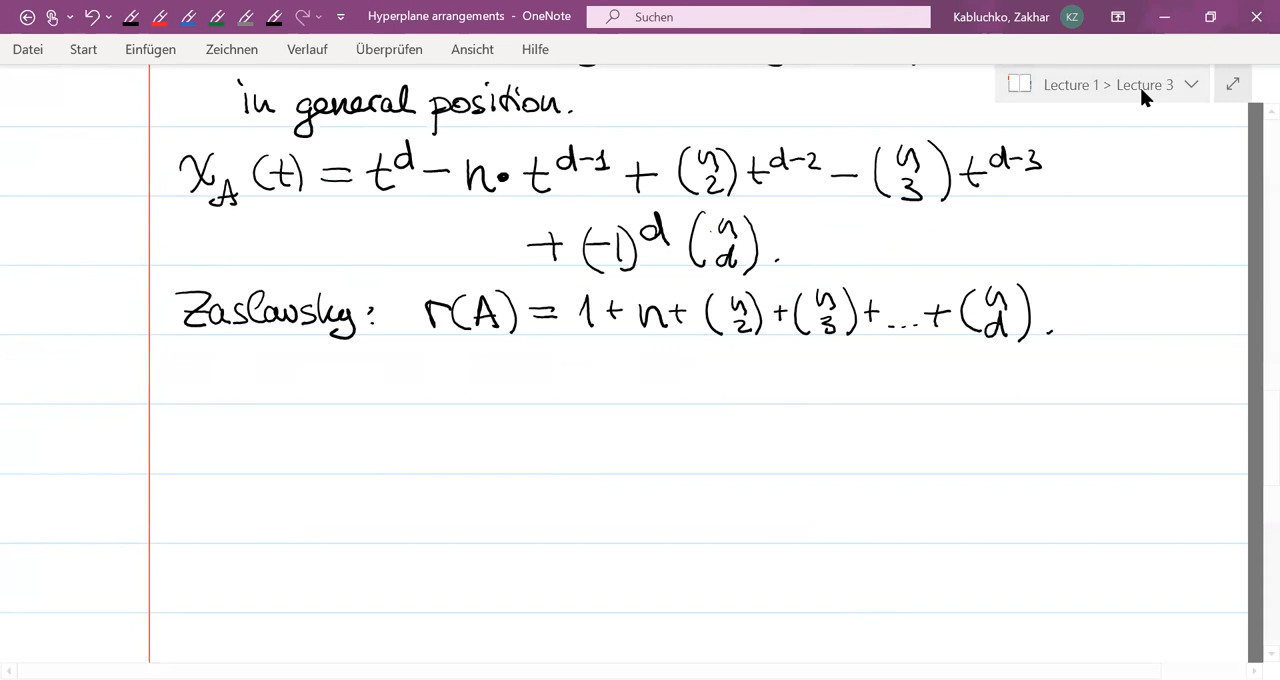 Hyperplane arrangements - OneNote
Suchen
Kabluchko, Zakhar KZ
Datei Start Einfügen Zeichnen Verlauf Überprüfen Ansicht Hilfe
Lecture 1 > Lecture 3
in general position.
χ_A (t) = t^d − n · t^{d−1} + (n 2) t^{d−2} − (n 3) t^{d−3}
+ (−1)^d (n d).
Zaslavsky: r(A) = 1 + n + (n 2) + (n 3) + ... + (n d).